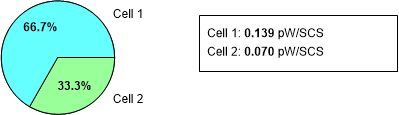 66.7%
Cell 1
33.3%
Cell 2
Cell 1: 0.139 pW/SCS
Cell 2: 0.070 pW/SCS